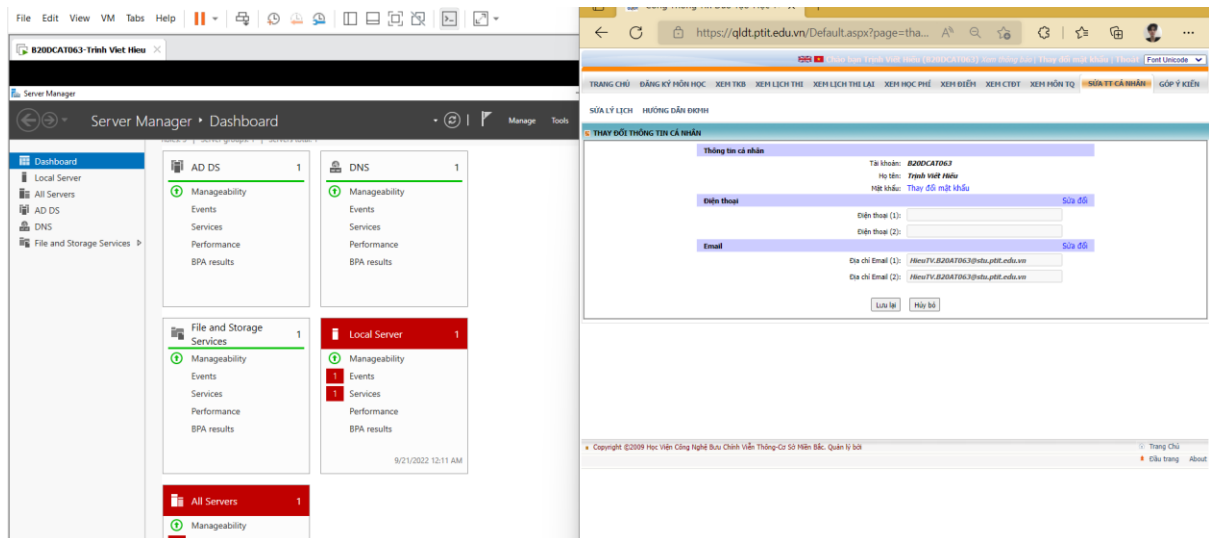 File Edit View VM Tabs Help
B20DCAT063-Trinh Viet Hieu
Server Manager
Server Manager • Dashboard
Manage Tools
Dashboard
Local Server
All Servers
AD DS
DNS
File and Storage Services
AD DS 1
Manageability
Events
Services
Performance
BPA results
DNS 1
Manageability
Events
Services
Performance
BPA results
File and Storage
Services 1
Manageability
Events
Services
Performance
BPA results
Local Server 1
Manageability
1 Events
1 Services
Performance
BPA results
9/21/2022 12:11 AM
All Servers 1
Manageability
https://qldt.ptit.edu.vn/Default.aspx?page=tha...
Chào bạn Trịnh Viết Hiếu (B20DCAT063) | Thay đổi mật khẩu | Thoát Font Unicode
TRANG CHỦ ĐĂNG KÝ MÔN HỌC XEM TKB XEM LỊCH THI XEM LỊCH THI LẠI XEM HỌC PHÍ XEM ĐIỂM XEM CTĐT XEM MÔN TQ SỬA TT CÁ NHÂN GÓP Ý KIẾN
SỬA LÝ LỊCH HƯỚNG DẪN ĐKMH
THAY ĐỔI THÔNG TIN CÁ NHÂN
Thông tin cá nhân
Tài khoản: B20DCAT063
Họ tên: Trịnh Viết Hiếu
Mật khẩu: Thay đổi mật khẩu
Điện thoại Sửa đổi
Điện thoại (1):
Điện thoại (2):
Email Sửa đổi
Địa chỉ Email (1): HieuTV.B20AT063@stu.ptit.edu.vn
Địa chỉ Email (2): HieuTV.B20AT063@stu.ptit.edu.vn
Lưu lại Hủy bỏ
Copyright ©2009 Học Viện Công Nghệ Bưu Chính Viễn Thông-Cơ Sở Miền Bắc. Quản lý bởi
Trang Chủ
Đầu trang About